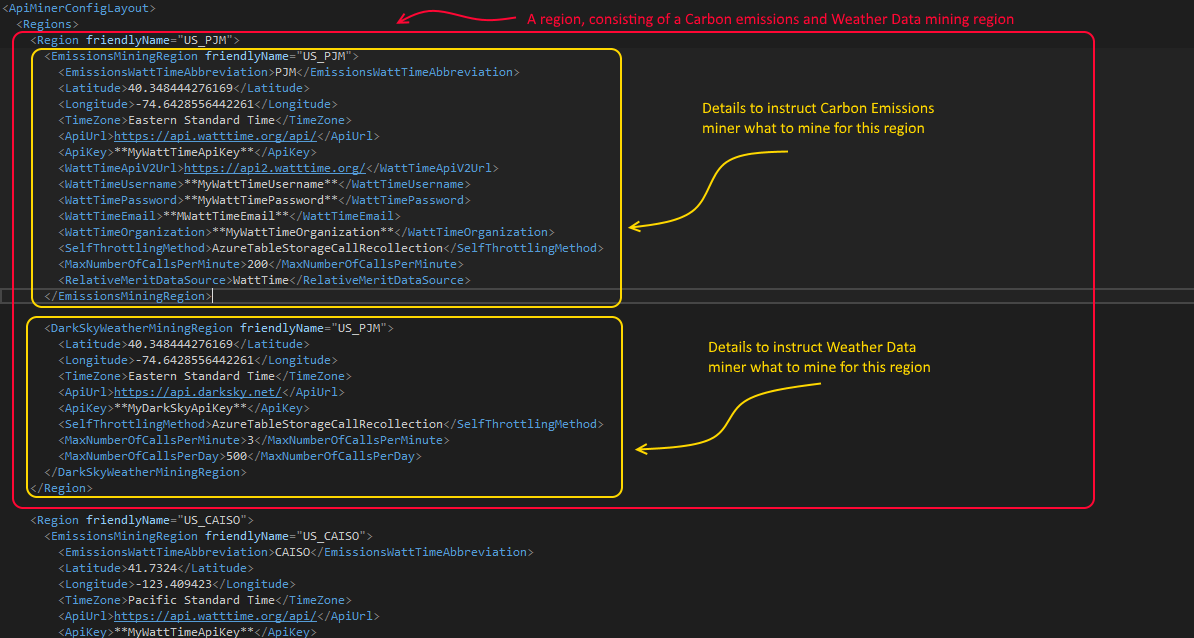 <ApiMinerConfigLayout>
<Regions>
A region, consisting of a Carbon emissions and Weather Data mining region
<Region friendlyName="US_PJM">
<EmissionsMiningRegion friendlyName="US_PJM">
<EmissionsWattTimeAbbreviation>PJM</EmissionsWattTimeAbbreviation>
<Latitude>40.348444276169</Latitude>
<Longitude>-74.6428556442261</Longitude>
<TimeZone>Eastern Standard Time</TimeZone>
<ApiUrl>https://api.watttime.org/api/</ApiUrl>
<ApiKey>**MyWattTimeApiKey**</ApiKey>
<WattTimeApiV2Url>https://api2.watttime.org/</WattTimeApiV2Url>
<WattTimeUsername>**MyWattTimeUsername**</WattTimeUsername>
<WattTimePassword>**MyWattTimePassword**</WattTimePassword>
<WattTimeEmail>**MWattTimeEmail**</WattTimeEmail>
<WattTimeOrganization>**MyWattTimeOrganization**</WattTimeOrganization>
<SelfThrottlingMethod>AzureTableStorageCallRecollection</SelfThrottlingMethod>
<MaxNumberOfCallsPerMinute>200</MaxNumberOfCallsPerMinute>
<RelativeMeritDataSource>WattTime</RelativeMeritDataSource>
</EmissionsMiningRegion>
Details to instruct Carbon Emissions
miner what to mine for this region
<DarkSkyWeatherMiningRegion friendlyName="US_PJM">
<Latitude>40.348444276169</Latitude>
<Longitude>-74.6428556442261</Longitude>
<TimeZone>Eastern Standard Time</TimeZone>
<ApiUrl>https://api.darksky.net/</ApiUrl>
<ApiKey>**MyDarkSkyApiKey**</ApiKey>
<SelfThrottlingMethod>AzureTableStorageCallRecollection</SelfThrottlingMethod>
<MaxNumberOfCallsPerMinute>3</MaxNumberOfCallsPerMinute>
<MaxNumberOfCallsPerDay>500</MaxNumberOfCallsPerDay>
</DarkSkyWeatherMiningRegion>
</Region>
Details to instruct Weather Data
miner what to mine for this region
<Region friendlyName="US_CAISO">
<EmissionsMiningRegion friendlyName="US_CAISO">
<EmissionsWattTimeAbbreviation>CAISO</EmissionsWattTimeAbbreviation>
<Latitude>41.7324</Latitude>
<Longitude>-123.409423</Longitude>
<TimeZone>Pacific Standard Time</TimeZone>
<ApiUrl>https://api.watttime.org/api/</ApiUrl>
<ApiKey>**MyWattTimeApiKey**</ApiKey>